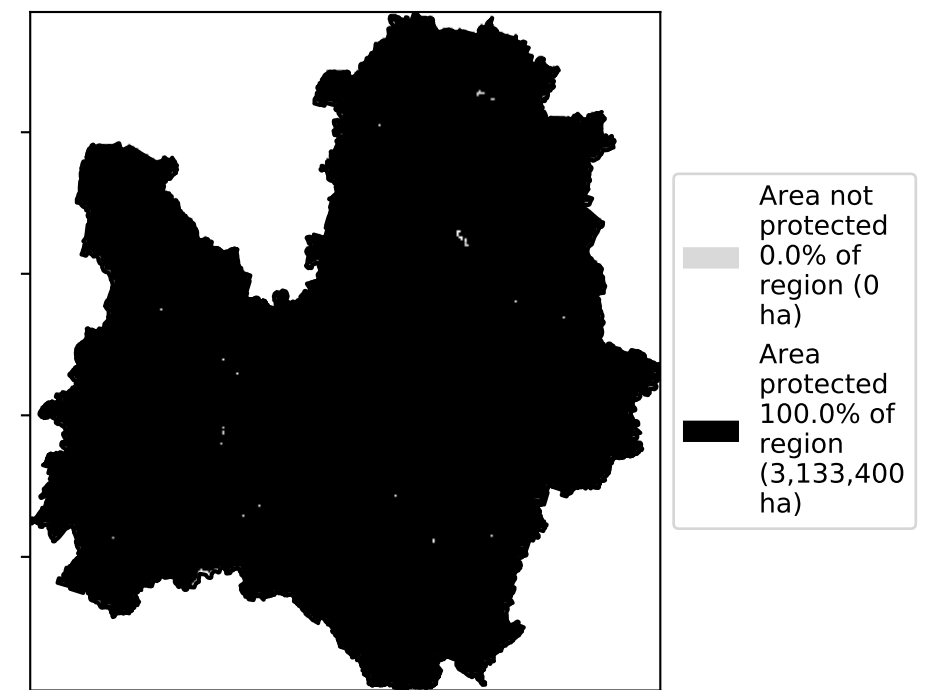 Area not
protected
0.0% of
region (0
ha)
Area
protected
100.0% of
region
(3,133,400
ha)